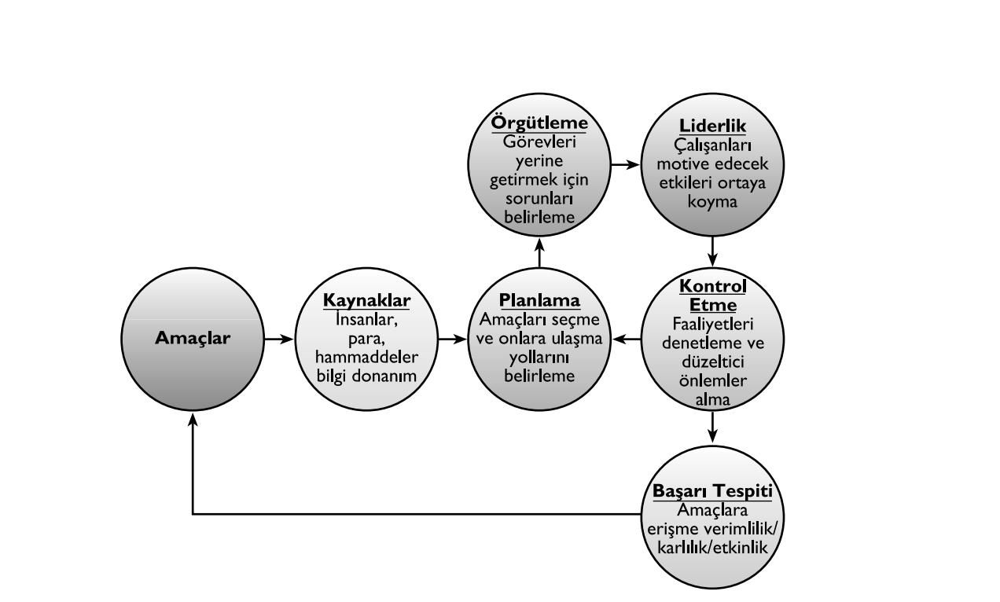 Örgütleme
Görevleri
yerine
getirmek için
sorunları
belirleme
Liderlik
Çalışanları
motive edecek
etkileri ortaya
koyma
Amaçlar
Kaynaklar
İnsanlar,
para,
hammaddeler
bilgi donanım
Planlama
Amaçları seçme
ve onlara ulaşma
yollarını
belirleme
Kontrol
Etme
Faaliyetleri
denetleme ve
düzeltici
önlemler
alma
Başarı Tespiti
Amaçlara
erişme verimlilik/
karlılık/etkinlik